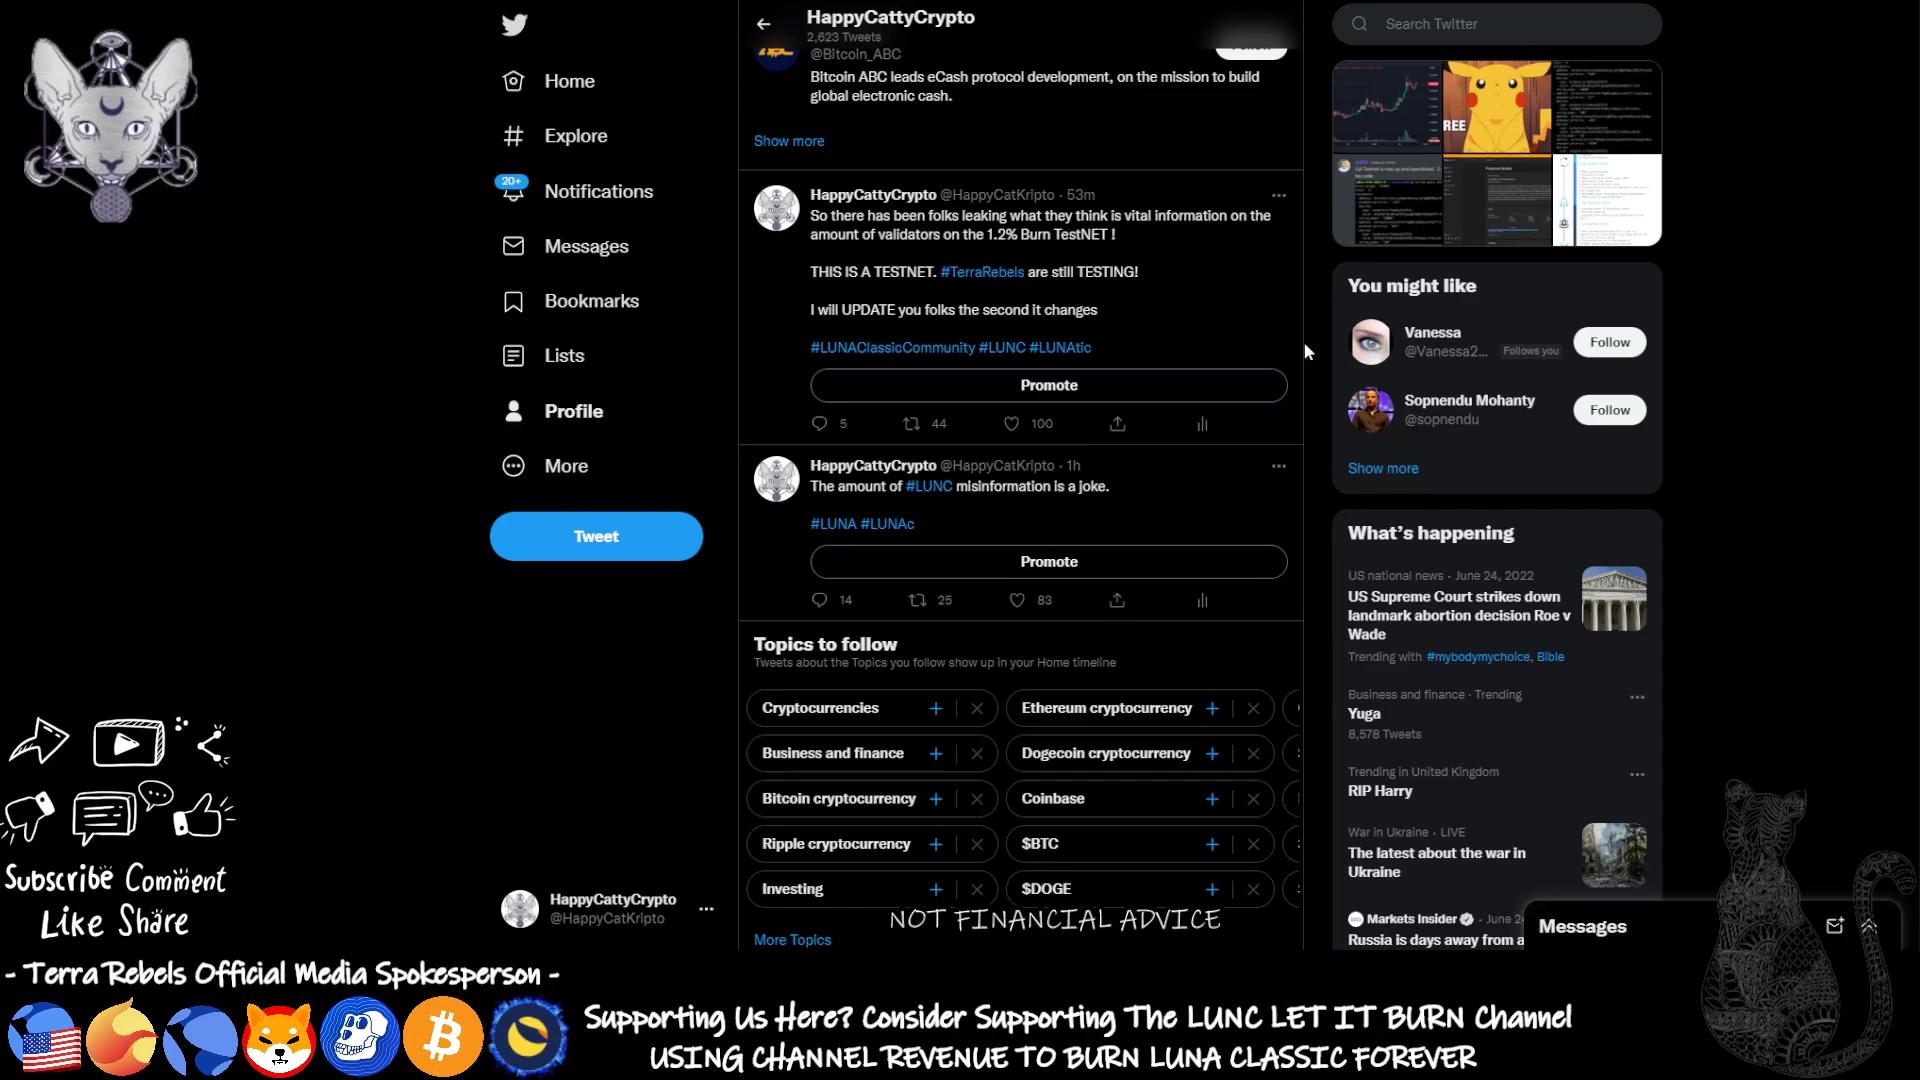 HappyCattyCrypto
2,623 Tweets
@Bitcoin_ABC
Bitcoin ABC leads eCash protocol development, on the mission to build
global electronic cash.
Show more
Home
Explore
20+
Notifications
Messages
Bookmarks
Lists
Profile
More
Tweet
HappyCattyCrypto @HappyCatKripto · 53m
So there has been folks leaking what they think is vital information on the
amount of validators on the 1.2% Burn TestNET !
THIS IS A TESTNET. #TerraRebels are still TESTING!
I will UPDATE you folks the second it changes
#LUNAClassicCommunity #LUNC #LUNAtic
Promote
5 44 100
HappyCattyCrypto @HappyCatKripto · 1h
The amount of #LUNC misinformation is a joke.
#LUNA #LUNAc
Promote
14 25 83
Topics to follow
Tweets about the Topics you follow show up in your Home timeline
Cryptocurrencies
Ethereum cryptocurrency
Business and finance
Dogecoin cryptocurrency
Bitcoin cryptocurrency
Coinbase
Ripple cryptocurrency
$BTC
Investing
$DOGE
NOT FINANCIAL ADVICE
More Topics
Search Twitter
REE
You might like
Vanessa
@Vanessa2... Follows you
Follow
Sopnendu Mohanty
@sopnendu
Follow
Show more
What's happening
US national news · June 24, 2022
US Supreme Court strikes down
landmark abortion decision Roe v
Wade
Trending with #mybodymychoice, Bible
Business and finance · Trending
Yuga
8,578 Tweets
Trending in United Kingdom
RIP Harry
War in Ukraine · LIVE
The latest about the war in
Ukraine
Markets Insider · June 24
Russia is days away from a
Messages
HappyCattyCrypto
@HappyCatKripto
Subscribe Comment
Like Share
- Terra Rebels Official Media Spokesperson -
Supporting Us Here? Consider Supporting The LUNC LET IT BURN Channel
USING CHANNEL REVENUE TO BURN LUNA CLASSIC FOREVER